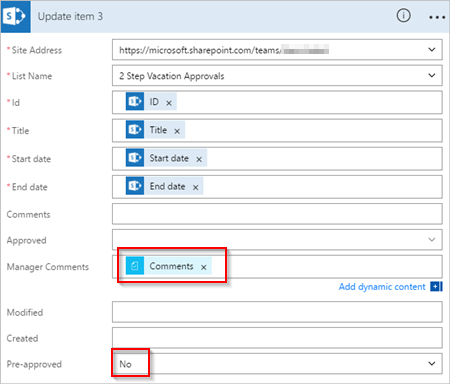 Update item 3
* Site Address https://microsoft.sharepoint.com/teams/
* List Name 2 Step Vacation Approvals
* Id ID x
* Title Title x
* Start date Start date x
* End date End date x
Comments
Approved
Manager Comments Comments x
Add dynamic content
Modified
Created
Pre-approved No